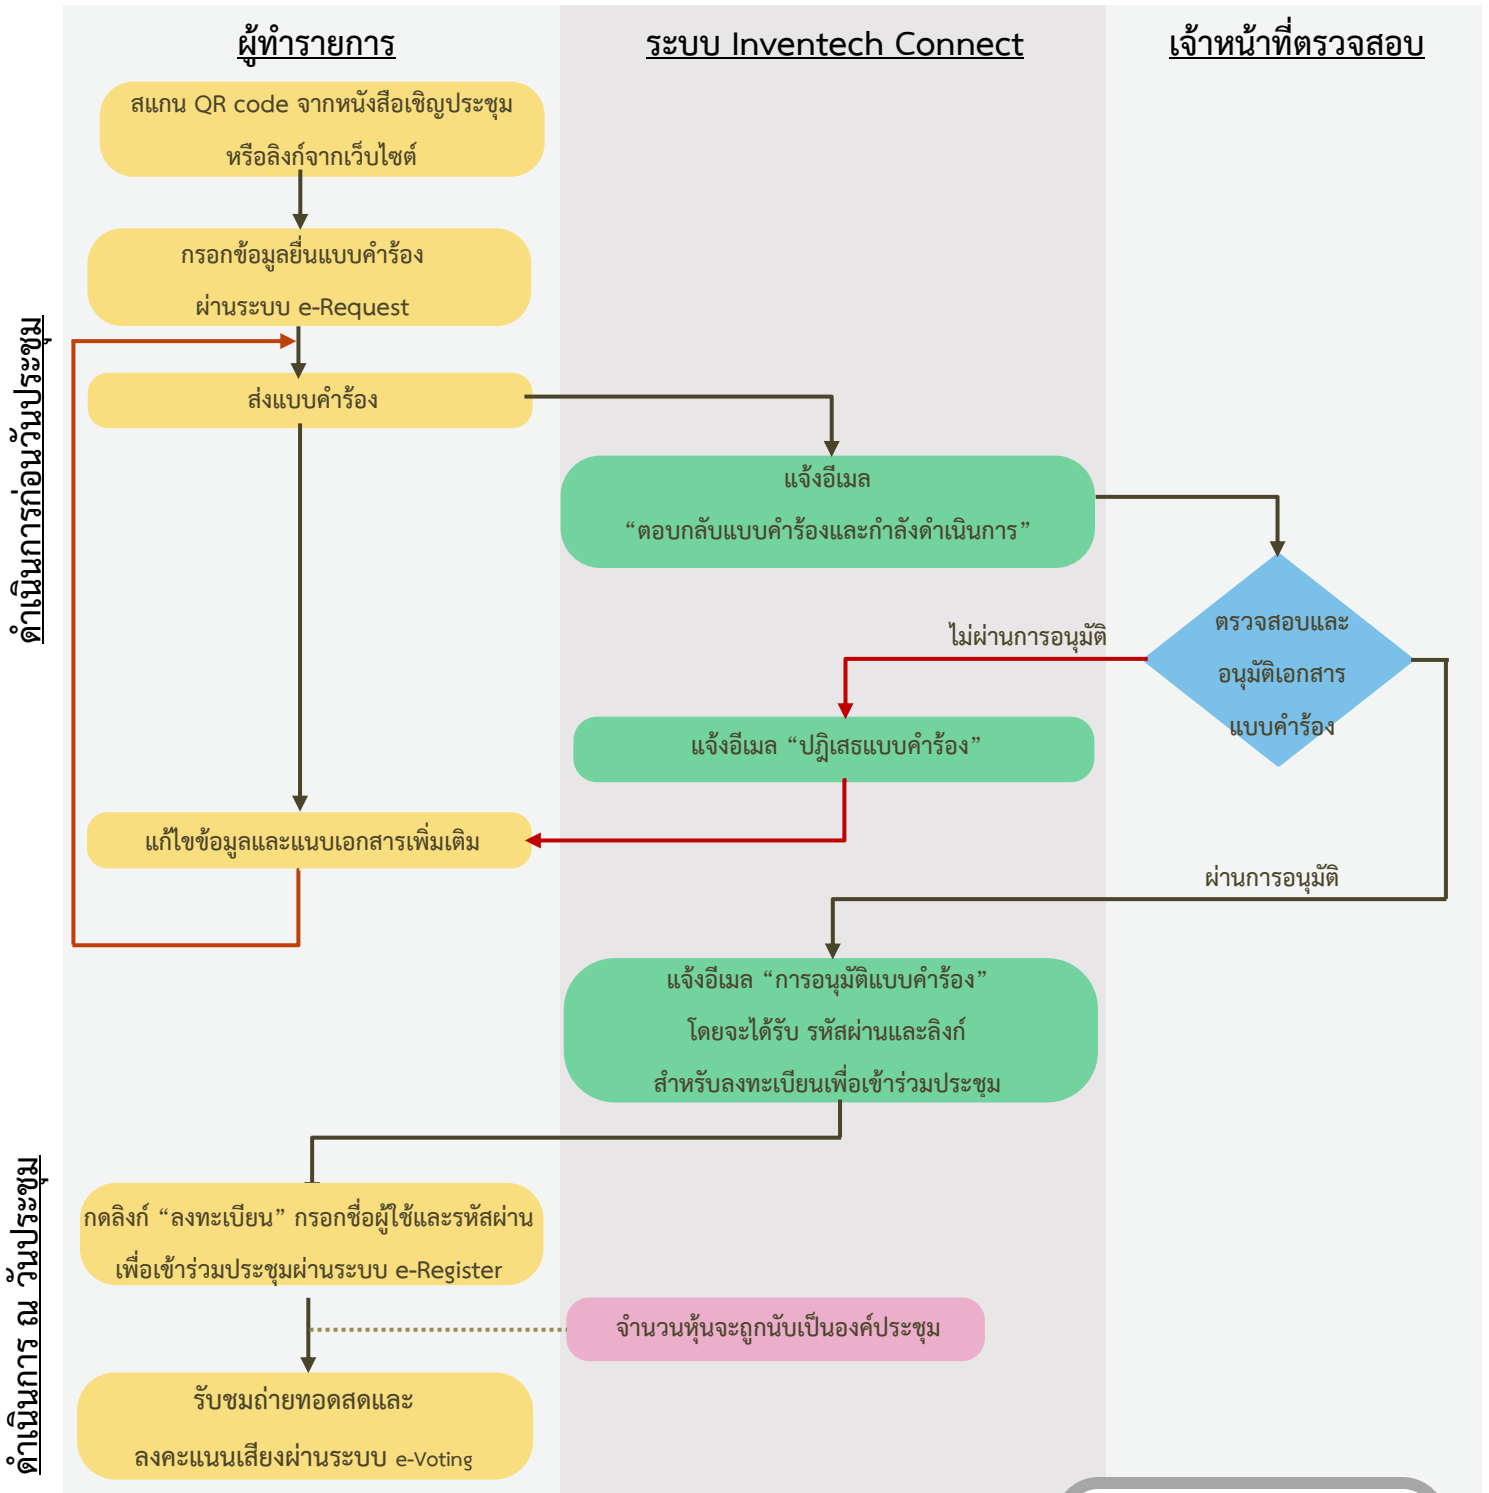 ผู้ทำรายการ
ระบบ Inventech Connect
เจ้าหน้าที่ตรวจสอบ
ดำเนินการก่อนวันประชุม
สแกน QR code จากหนังสือเชิญประชุม
หรือลิงก์จากเว็บไซต์
กรอกข้อมูลยื่นแบบคำร้อง
ผ่านระบบ e-Request
ส่งแบบคำร้อง
แจ้งอีเมล
“ตอบกลับแบบคำร้องและกำลังดำเนินการ”
ตรวจสอบและ
อนุมัติเอกสาร
แบบคำร้อง
ไม่ผ่านการอนุมัติ
แจ้งอีเมล “ปฎิเสธแบบคำร้อง”
แก้ไขข้อมูลและแนบเอกสารเพิ่มเติม
ผ่านการอนุมัติ
แจ้งอีเมล “การอนุมัติแบบคำร้อง”
โดยจะได้รับ รหัสผ่านและลิงก์
สำหรับลงทะเบียนเพื่อเข้าร่วมประชุม
ดำเนินการ ณ วันประชุม
กดลิงก์ “ลงทะเบียน” กรอกชื่อผู้ใช้และรหัสผ่าน
เพื่อเข้าร่วมประชุมผ่านระบบ e-Register
จำนวนหุ้นจะถูกนับเป็นองค์ประชุม
รับชมถ่ายทอดสดและ
ลงคะแนนเสียงผ่านระบบ e-Voting